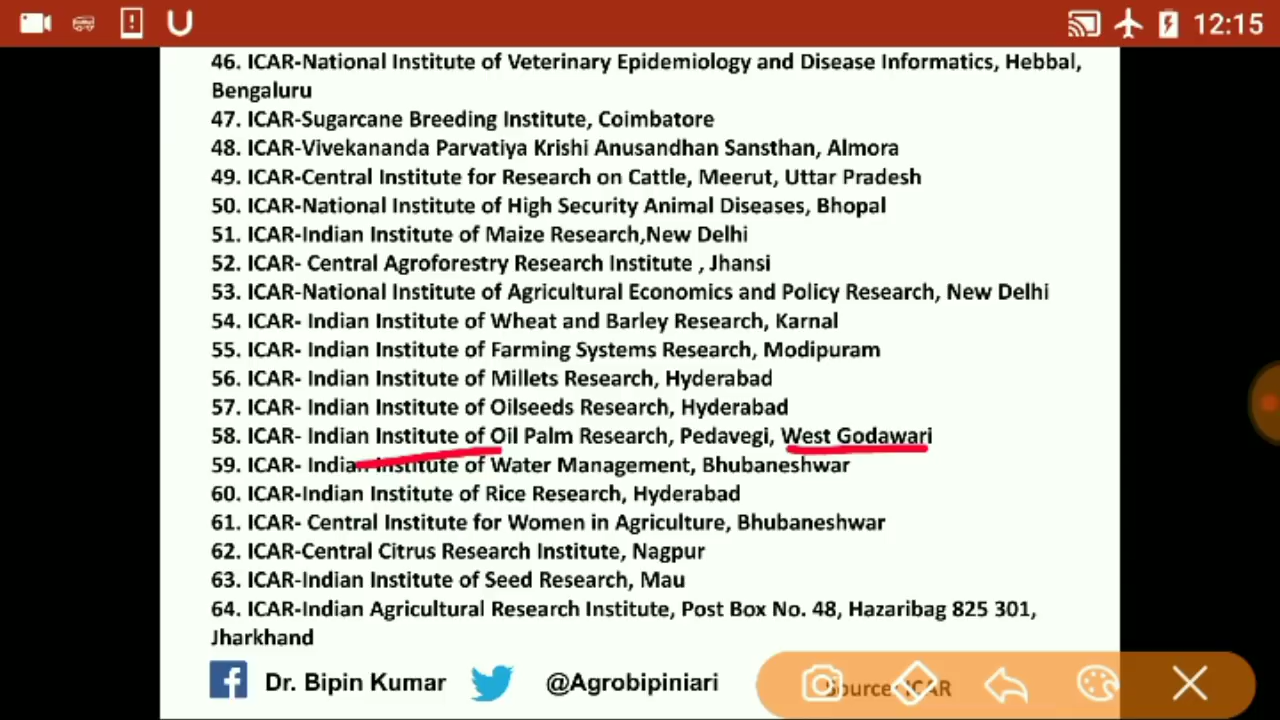 12:15
46. ICAR-National Institute of Veterinary Epidemiology and Disease Informatics, Hebbal,
Bengaluru
47. ICAR-Sugarcane Breeding Institute, Coimbatore
48. ICAR-Vivekananda Parvatiya Krishi Anusandhan Sansthan, Almora
49. ICAR-Central Institute for Research on Cattle, Meerut, Uttar Pradesh
50. ICAR-National Institute of High Security Animal Diseases, Bhopal
51. ICAR-Indian Institute of Maize Research,New Delhi
52. ICAR- Central Agroforestry Research Institute , Jhansi
53. ICAR-National Institute of Agricultural Economics and Policy Research, New Delhi
54. ICAR- Indian Institute of Wheat and Barley Research, Karnal
55. ICAR- Indian Institute of Farming Systems Research, Modipuram
56. ICAR- Indian Institute of Millets Research, Hyderabad
57. ICAR- Indian Institute of Oilseeds Research, Hyderabad
58. ICAR- Indian Institute of Oil Palm Research, Pedavegi, West Godawari
59. ICAR- Indian Institute of Water Management, Bhubaneshwar
60. ICAR-Indian Institute of Rice Research, Hyderabad
61. ICAR- Central Institute for Women in Agriculture, Bhubaneshwar
62. ICAR-Central Citrus Research Institute, Nagpur
63. ICAR-Indian Institute of Seed Research, Mau
64. ICAR-Indian Agricultural Research Institute, Post Box No. 48, Hazaribag 825 301,
Jharkhand
Dr. Bipin Kumar @Agrobipiniari Source: ICAR